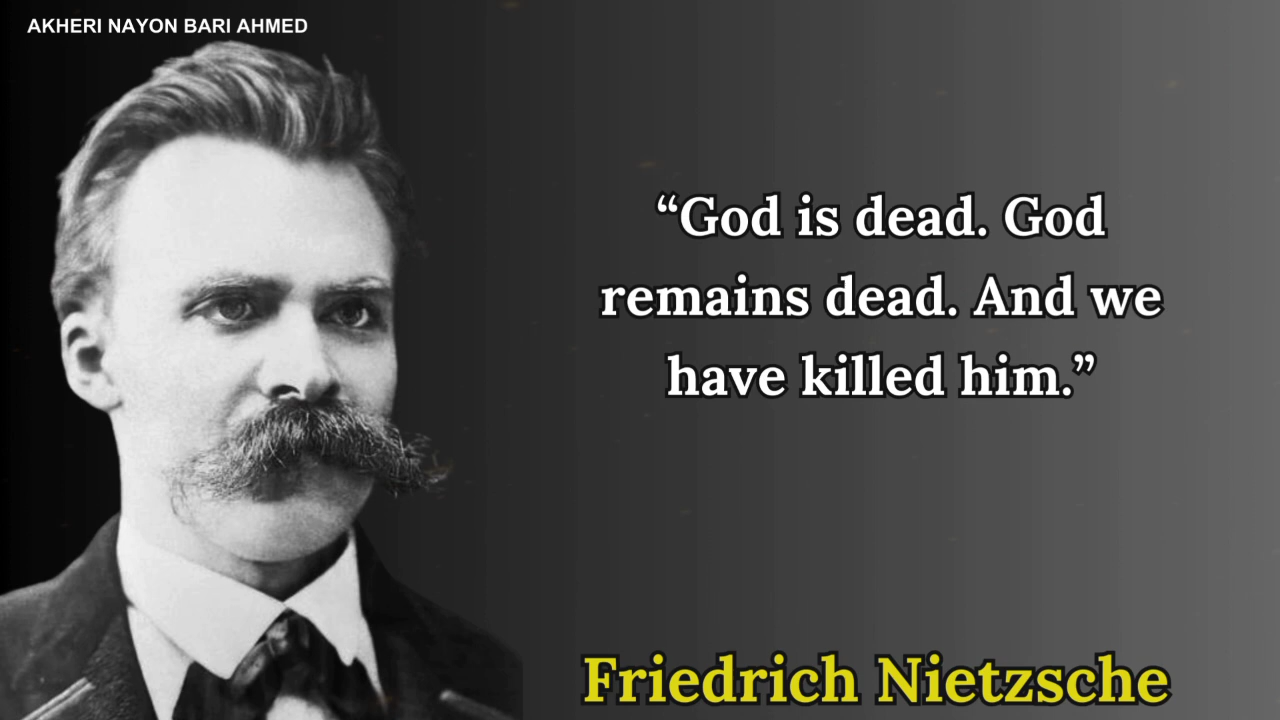 AKHERI NAYON BARI AHMED
“God is dead. God
remains dead. And we
have killed him.”
Friedrich Nietzsche